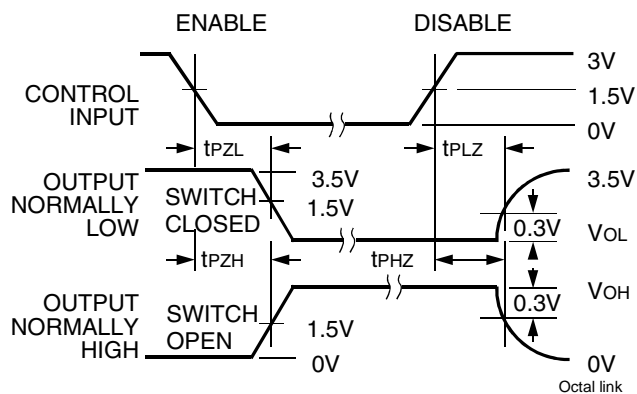 ENABLE DISABLE
3V
CONTROL INPUT
1.5V
0V
tPZL tPLZ
OUTPUT NORMALLY LOW
SWITCH CLOSED
3.5V
1.5V
3.5V
0.3V
VOL
tPZH tPHZ
OUTPUT NORMALLY HIGH
SWITCH OPEN
1.5V
0V
VOH
0.3V
0V
Octal link